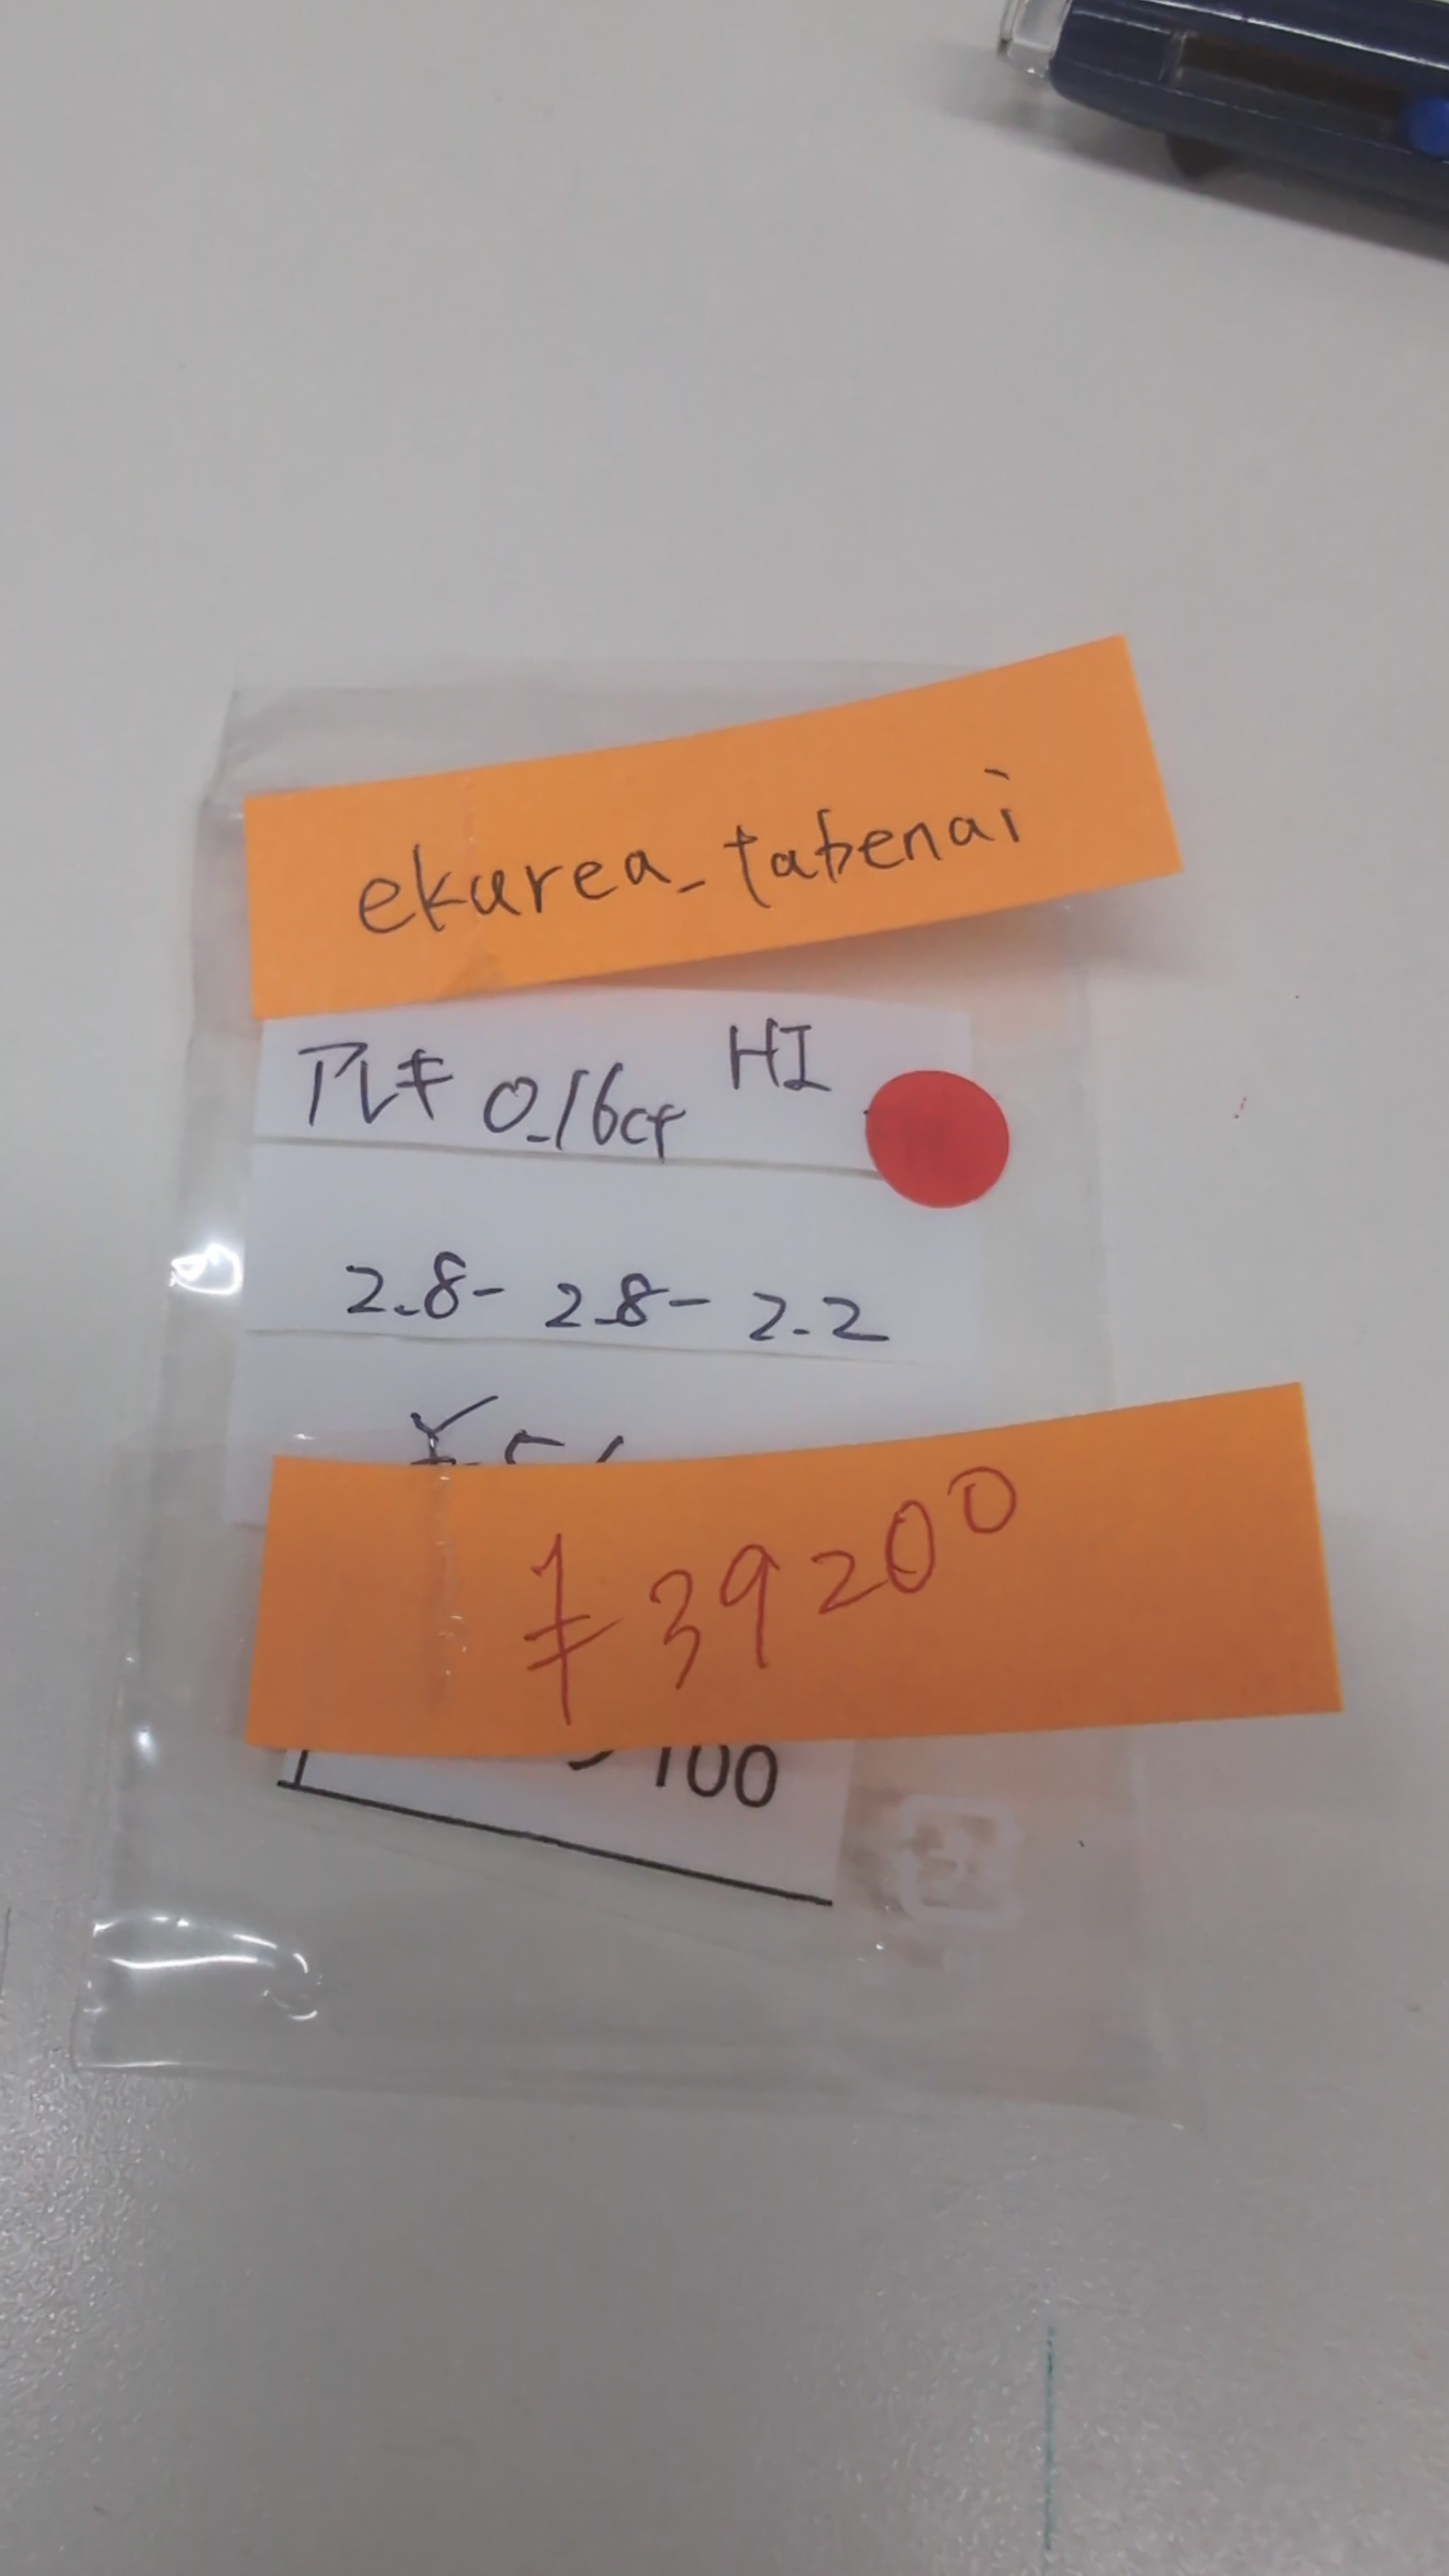 ekurea_tabenai
アレキ 0.16ct HI
2.8- 2.8- 2.2
¥39200
100